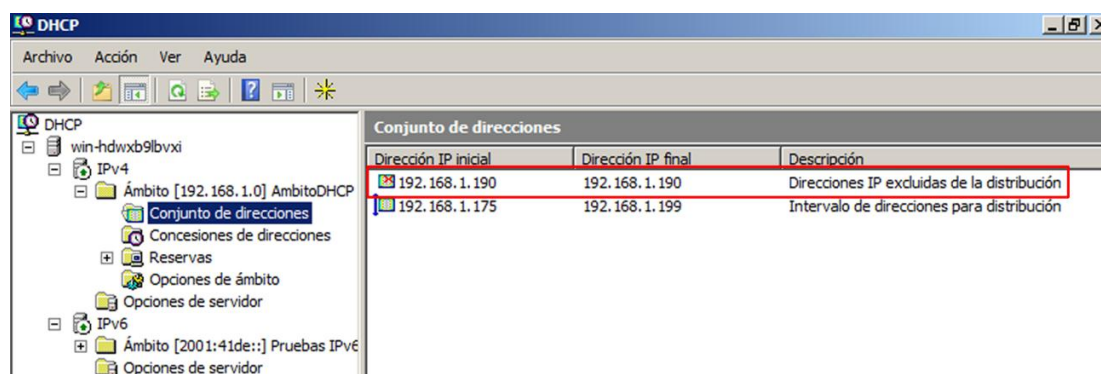 DHCP
Archivo Acción Ver Ayuda
DHCP
win-hdwxb9lbvxi
IPv4
Ámbito [192.168.1.0] AmbitoDHCP
Conjunto de direcciones
Concesiones de direcciones
Reservas
Opciones de ámbito
Opciones de servidor
IPv6
Ámbito [2001:41de::] Pruebas IPv6
Opciones de servidor
Conjunto de direcciones
Dirección IP inicial Dirección IP final Descripción
192.168.1.190 192.168.1.190 Direcciones IP excluidas de la distribución
192.168.1.175 192.168.1.199 Intervalo de direcciones para distribución